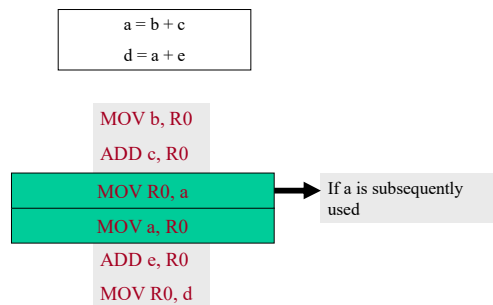 a = b + c
d = a + e
MOV b, R0
ADD c, R0
MOV R0, a
If a is subsequently
used
MOV a, R0
ADD e, R0
MOV R0, d